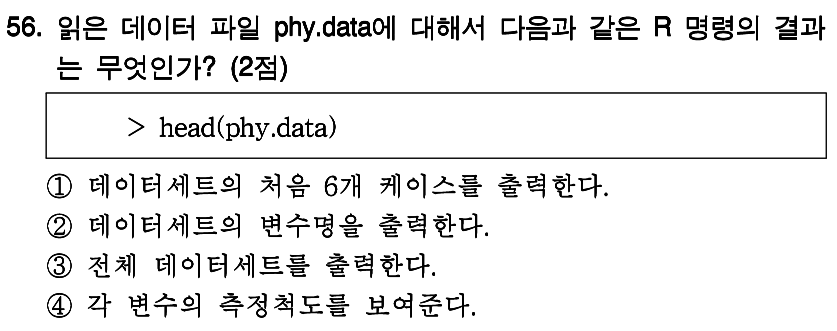 56. 읽은 데이터 파일 phy.data에 대해서 다음과 같은 R 명령의 결과
는 무엇인가? (2점)
> head(phy.data)
① 데이터세트의 처음 6개 케이스를 출력한다.
② 데이터세트의 변수명을 출력한다.
③ 전체 데이터세트를 출력한다.
④ 각 변수의 측정척도를 보여준다.